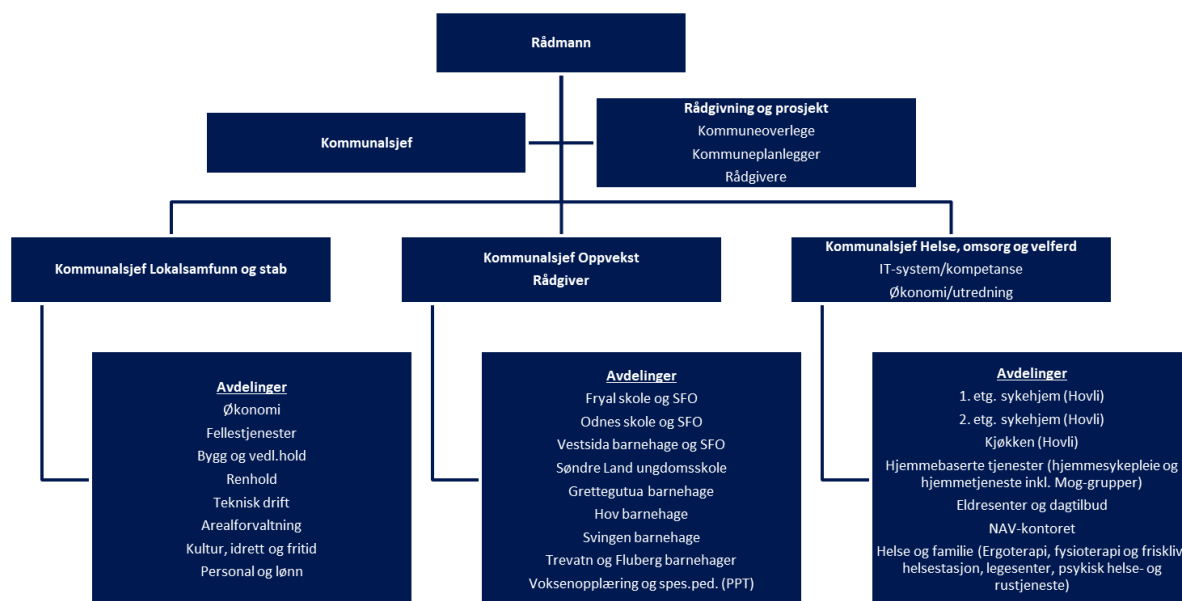 Rådmann
Kommunalsjef
Rådgivning og prosjekt
Kommuneoverlege
Kommuneplanlegger
Rådgivere
Kommunalsjef Lokalsamfunn og stab
Kommunalsjef Oppvekst
Rådgiver
Kommunalsjef Helse, omsorg og velferd
IT-system/kompetanse
Økonomi/utredning
Avdelinger
Økonomi
Fellestjenester
Bygg og vedl.hold
Renhold
Teknisk drift
Arealforvaltning
Kultur, idrett og fritid
Personal og lønn
Avdelinger
Fryal skole og SFO
Odnes skole og SFO
Vestsida barnehage og SFO
Søndre Land ungdomsskole
Grettegutua barnehage
Hov barnehage
Svingen barnehage
Trevatn og Fluberg barnehager
Voksenopplæring og spes.ped. (PPT)
Avdelinger
1. etg. sykehjem (Hovli)
2. etg. sykehjem (Hovli)
Kjøkken (Hovli)
Hjemmebaserte tjenester (hjemmesykepleie og
hjemmetjeneste inkl. Mog-grupper)
Eldresenter og dagtilbud
NAV-kontoret
Helse og familie (Ergoterapi, fysioterapi og friskliv
helsestasjon, legesenter, psykisk helse- og
rustjeneste)